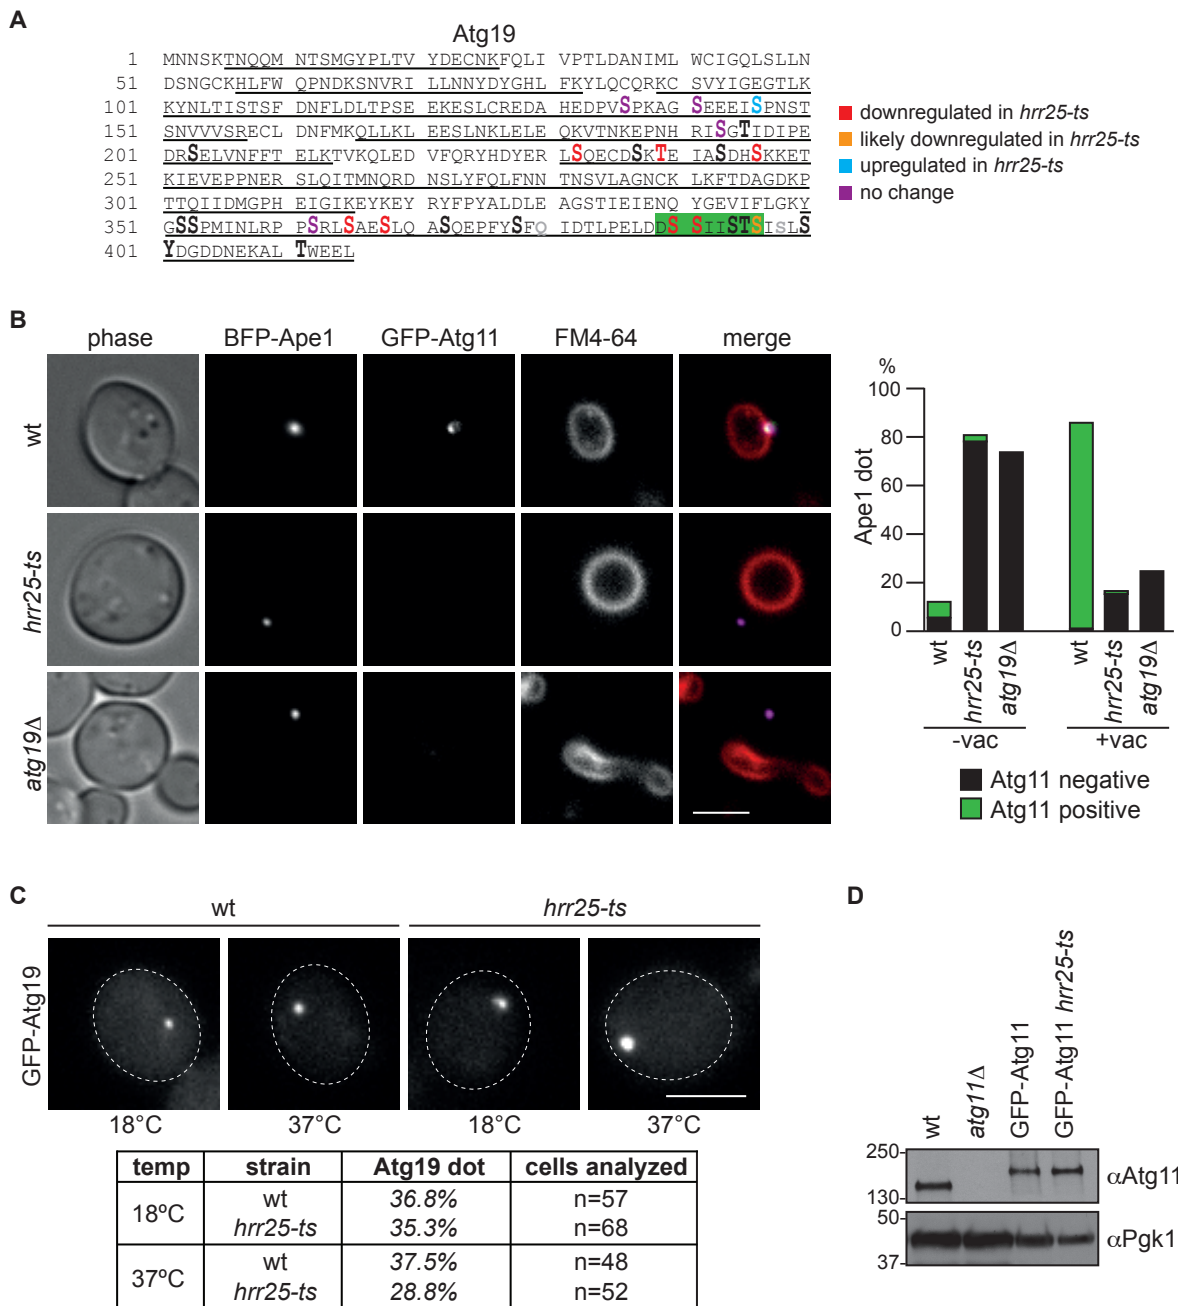 A
Atg19
1 MNNSKTNQQM NTSMGYPLTV YDECNKFQLI VPTLDANIML WCIGQLSLLN
51 DSNGCKHLFW QPNDKSNVRI LLNNYDYGHL FKYLQCQRKC SVYIGEGTLK
101 KYNLTISTSF DNFLDLTPSE EKESLCREDA HEDPVSPKAG SEEEISPNST
151 SNVVVSRECL DNFMKQLLKL EESLNKLELE QKVTNKEPNH RISGTIDIPE
201 DRSELVNFFT ELKTVKQLED VFQRYHDYER LSQECDSKTE IASDHSKKET
251 KIEVEPPNER SLQITMNQRD NSLYFQLFNN TNSVLAGNCK LKFTDAGDKP
301 TTQIIDMGPH EIGIKEYKEY RYFPYALDLE AGSTIEIENQ YGEVIFLGKY
351 GSSPMINLRP PSRLSAESLQ ASQEPFYSFQ IDTLPELDDS SIISTSISLS
401 YDGDDNEKAL TWEEL
downregulated in hrr25-ts
likely downregulated in hrr25-ts
upregulated in hrr25-ts
no change
B
phase BFP-Ape1 GFP-Atg11 FM4-64 merge
wt
hrr25-ts
atg19Δ
%
100
80
60
40
20
0
Ape1 dot
wt hrr25-ts atg19Δ wt hrr25-ts atg19Δ
-vac +vac
Atg11 negative
Atg11 positive
C
wt hrr25-ts
GFP-Atg19
18°C 37°C 18°C 37°C
temp strain Atg19 dot cells analyzed
18ºC wt 36.8% n=57
hrr25-ts 35.3% n=68
37ºC wt 37.5% n=48
hrr25-ts 28.8% n=52
D
wt atg11Δ GFP-Atg11 GFP-Atg11 hrr25-ts
250-
130-
αAtg11
50-
37-
αPgk1